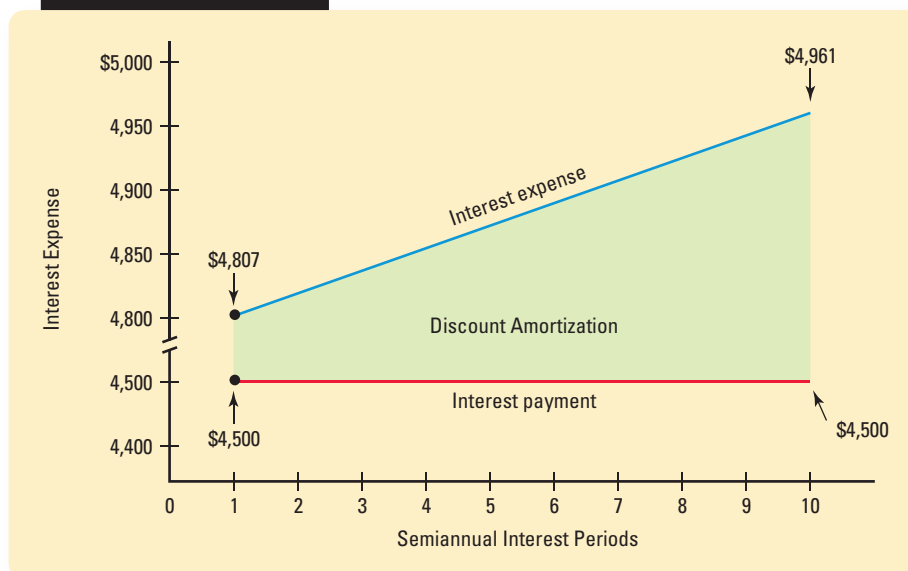 $5,000
4,950
4,900
4,850
4,800
4,500
4,400
Interest Expense
$4,961
Interest expense
$4,807
Discount Amortization
Interest payment
$4,500
$4,500
0 1 2 3 4 5 6 7 8 9 10
Semiannual Interest Periods